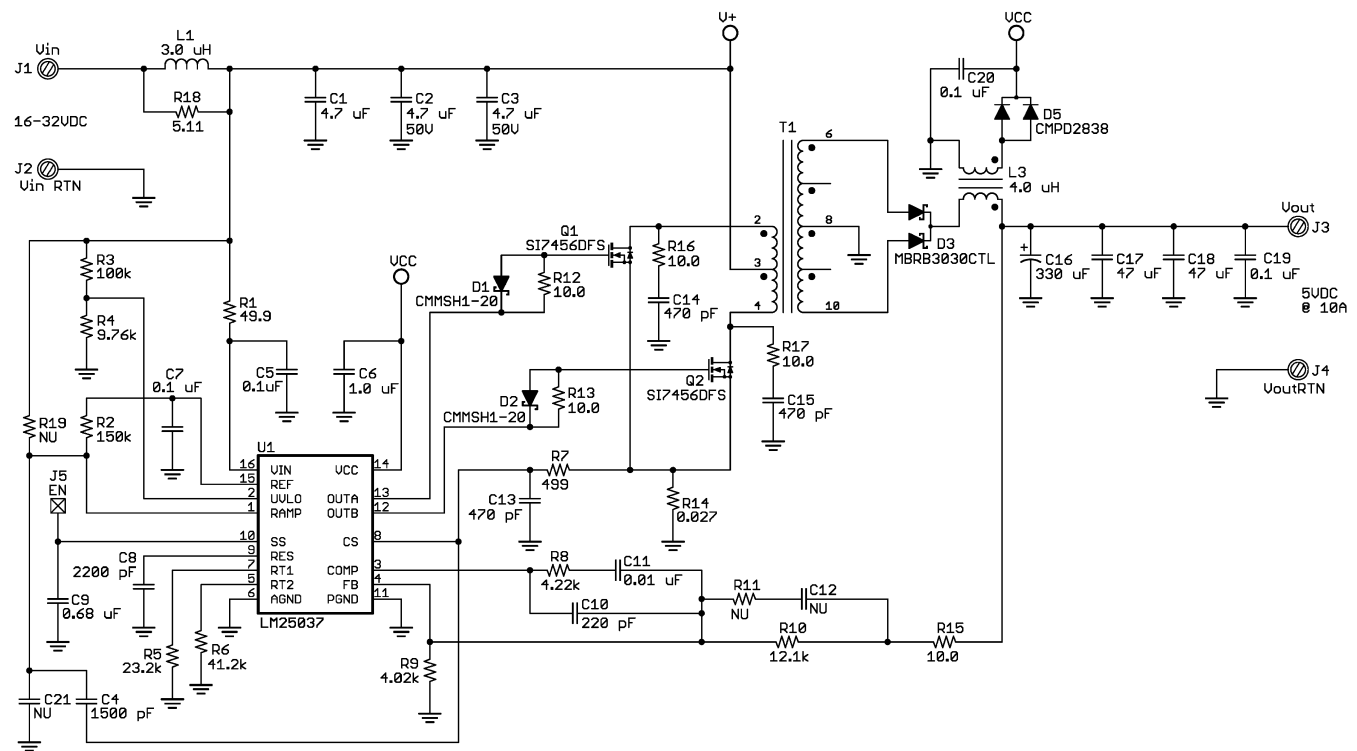 Vin
J1
L1
3.0 uH
R18
5.11
16-32VDC
J2
Vin RTN
C1
4.7 uF
C2
4.7 uF
50V
C3
4.7 uF
50V
V+
VCC
C20
0.1 uF
D5
CMPD2838
T1
6
8
10
2
3
4
L3
4.0 uH
D3
MBRB3030CTL
Vout
J3
C16
330 uF
C17
47 uF
C18
47 uF
C19
0.1 uF
5VDC
@ 10A
J4
VoutRTN
R3
100k
R4
9.76k
R1
49.9
C5
0.1uF
VCC
C6
1.0 uF
Q1
SI7456DFS
D1
CMMSH1-20
R12
10.0
R16
10.0
C14
470 pF
Q2
SI7456DFS
D2
CMMSH1-20
R13
10.0
R17
10.0
C15
470 pF
C7
0.1 uF
R19
NU
R2
150k
J5
EN
U1
16 VIN VCC 14
15 REF
2 UVLO OUTA 13
1 RAMP OUTB 12
10 SS CS 8
9 RES
7 RT1 COMP 3
5 RT2 FB 4
6 AGND PGND 11
LM25037
R7
499
C13
470 pF
R14
0.027
R8
4.22k
C11
0.01 uF
C10
220 pF
R11
NU
C12
NU
R10
12.1k
R15
10.0
C8
2200 pF
C9
0.68 uF
R5
23.2k
R6
41.2k
R9
4.02k
C21
NU
C4
1500 pF